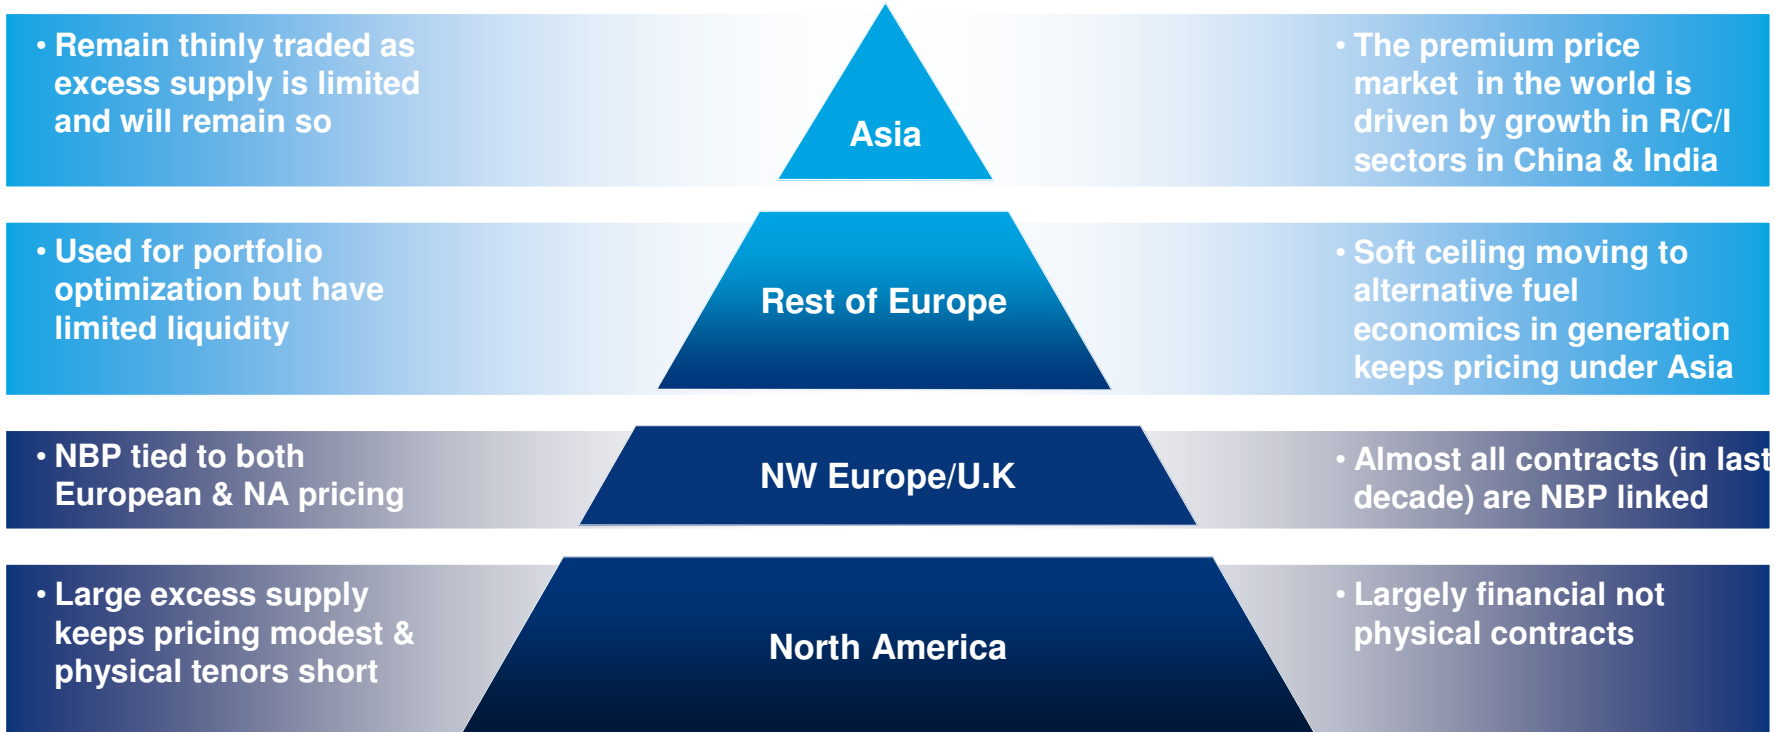 • Remain thinly traded as
excess supply is limited
and will remain so
Asia
• The premium price
market in the world is
driven by growth in R/C/I
sectors in China & India
• Used for portfolio
optimization but have
limited liquidity
Rest of Europe
• Soft ceiling moving to
alternative fuel
economics in generation
keeps pricing under Asia
• NBP tied to both
European & NA pricing
NW Europe/U.K
• Almost all contracts (in last
decade) are NBP linked
• Large excess supply
keeps pricing modest &
physical tenors short
North America
• Largely financial not
physical contracts